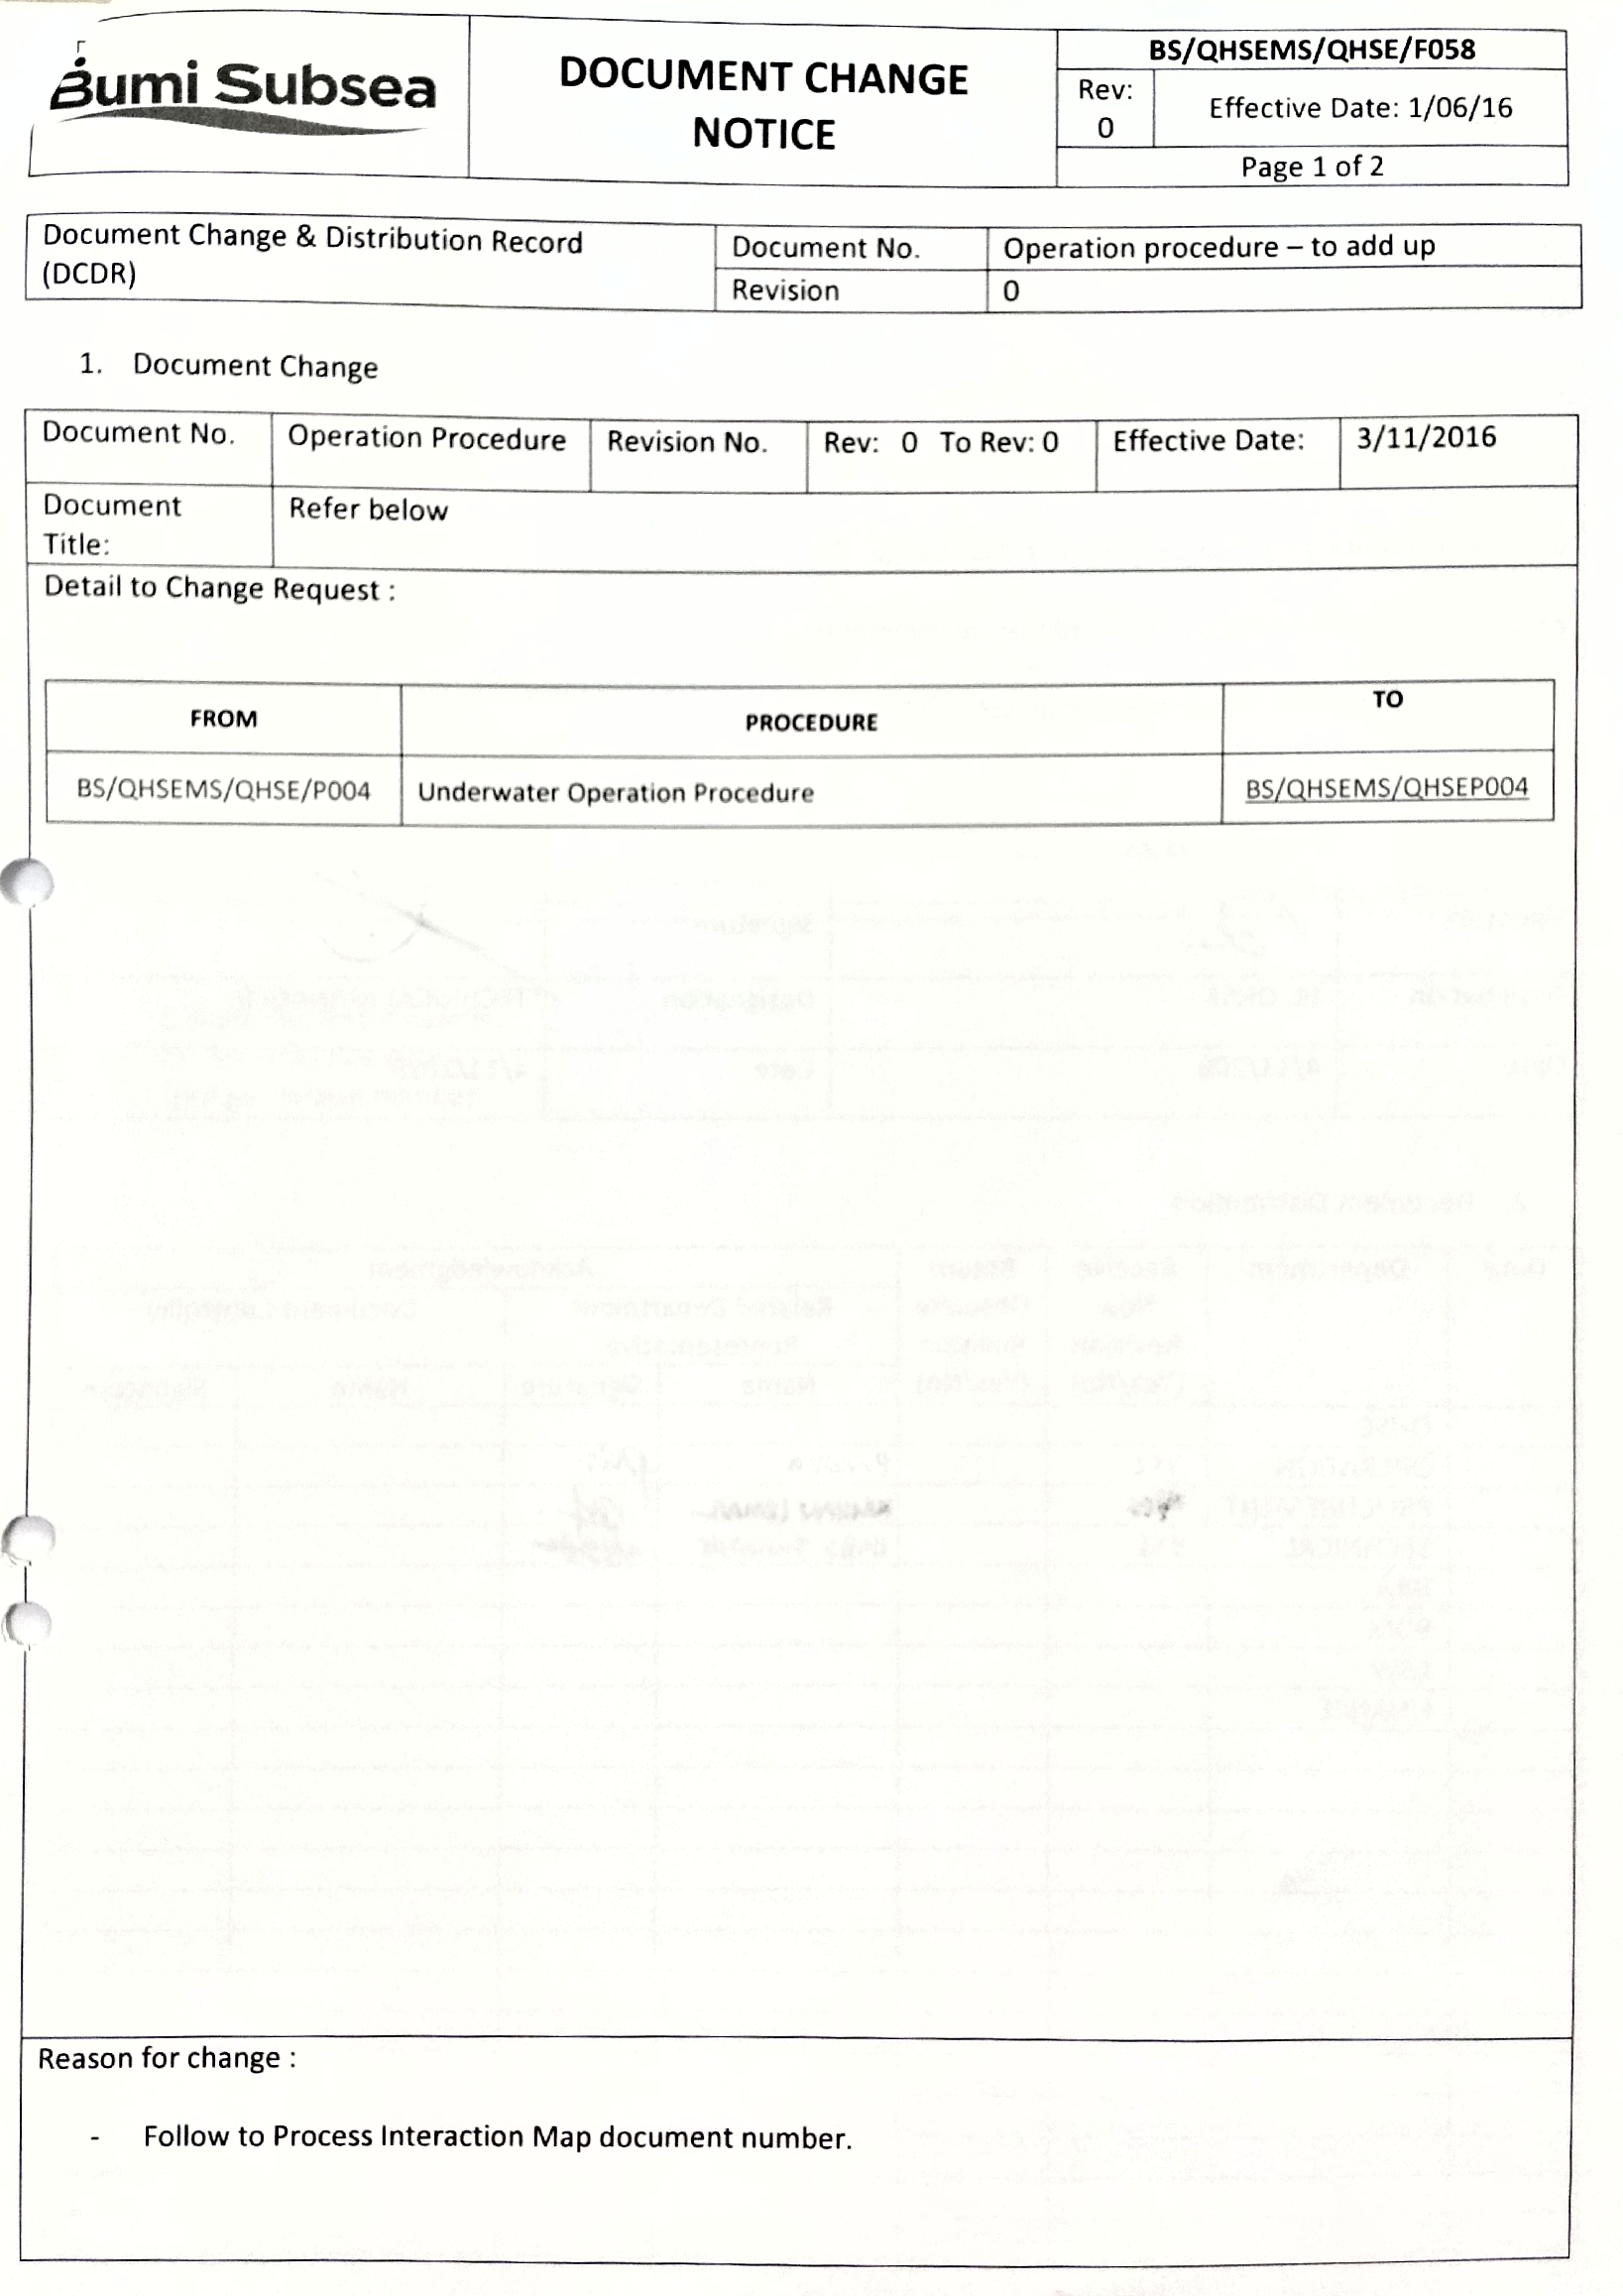 Bumi Subsea
DOCUMENT CHANGE
NOTICE
BS/QHSEMS/QHSE/F058
Rev:
0
Effective Date: 1/06/16
Page 1 of 2
Document Change & Distribution Record
(DCDR)
Document No.
Operation procedure – to add up
Revision
0
1. Document Change
Document No.
Operation Procedure
Revision No.
Rev: 0 To Rev: 0
Effective Date:
3/11/2016
Document
Title:
Refer below
Detail to Change Request :
FROM
PROCEDURE
TO
BS/QHSEMS/QHSE/P004
Underwater Operation Procedure
BS/QHSEMS/QHSEP004
Reason for change :
- Follow to Process Interaction Map document number.